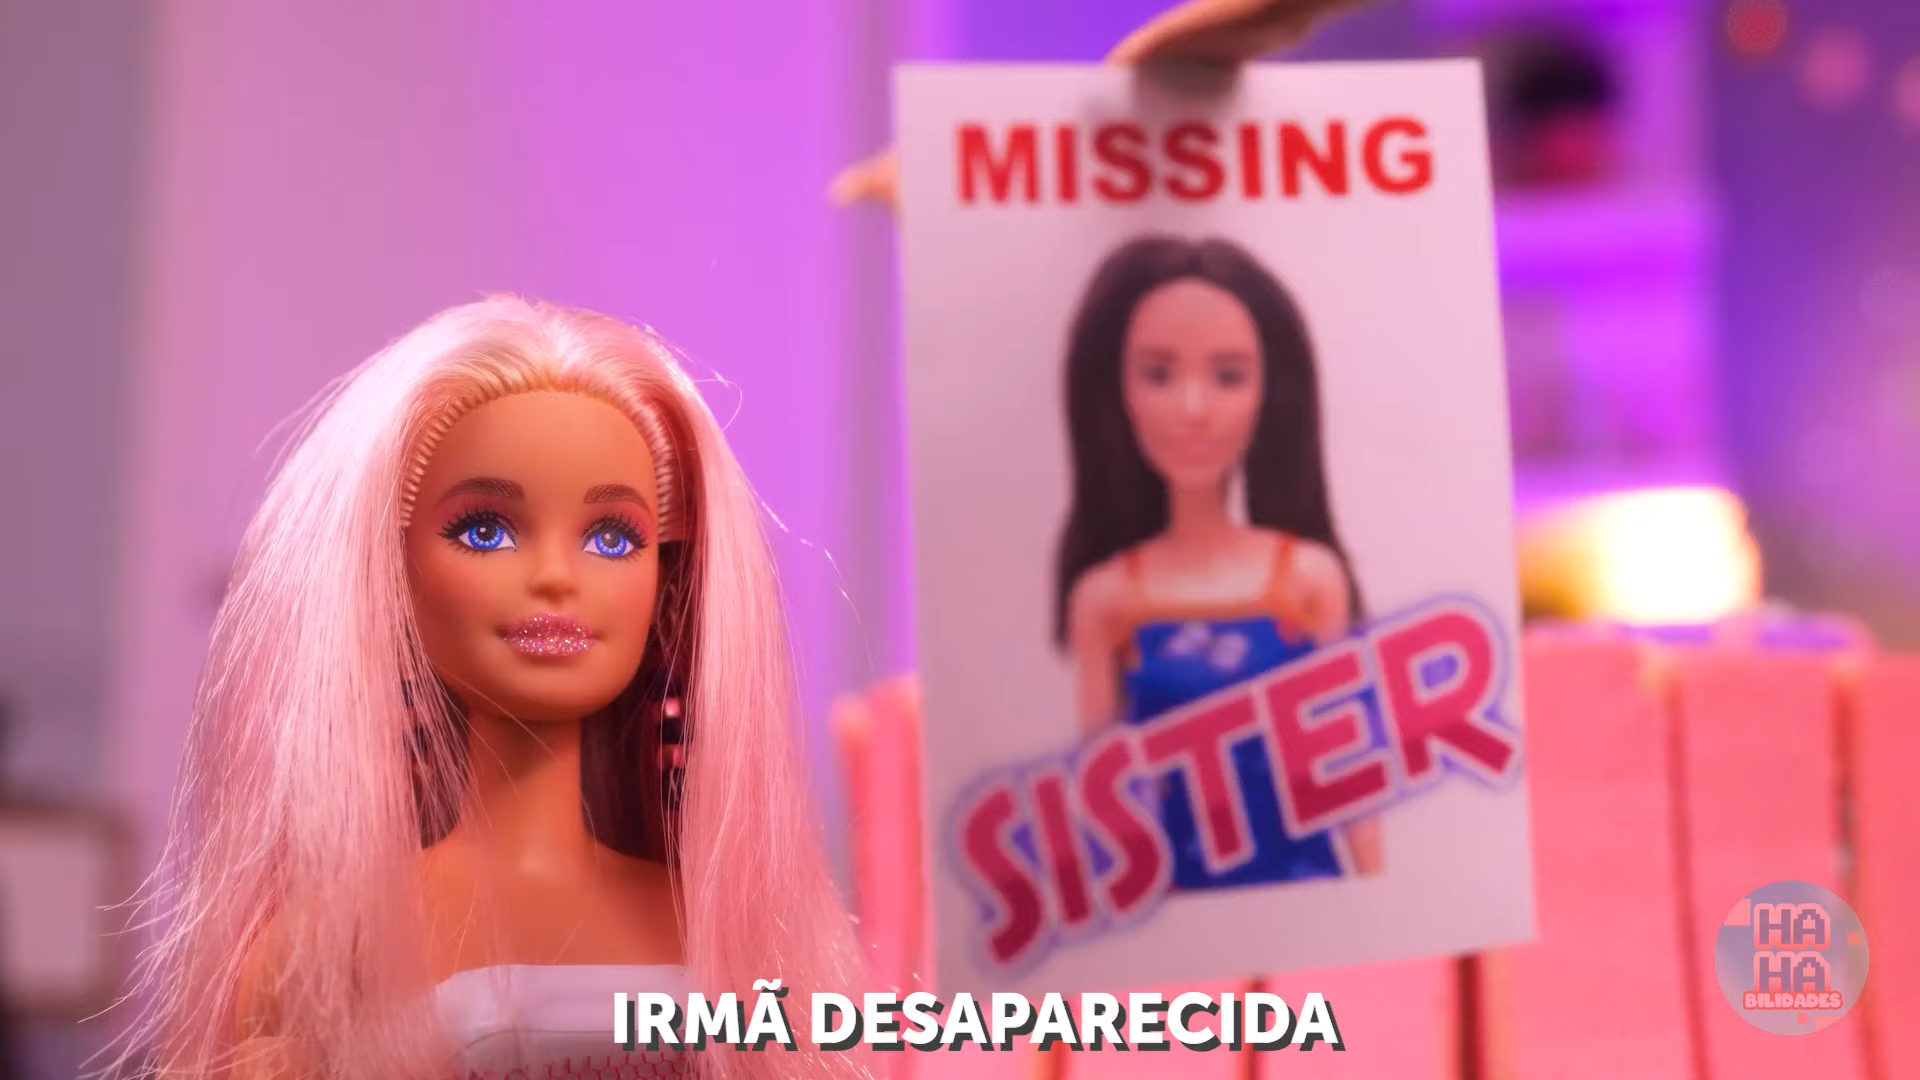 MISSING
SISTER
IRMÃ DESAPARECIDA
HA
HA
BILIDADES